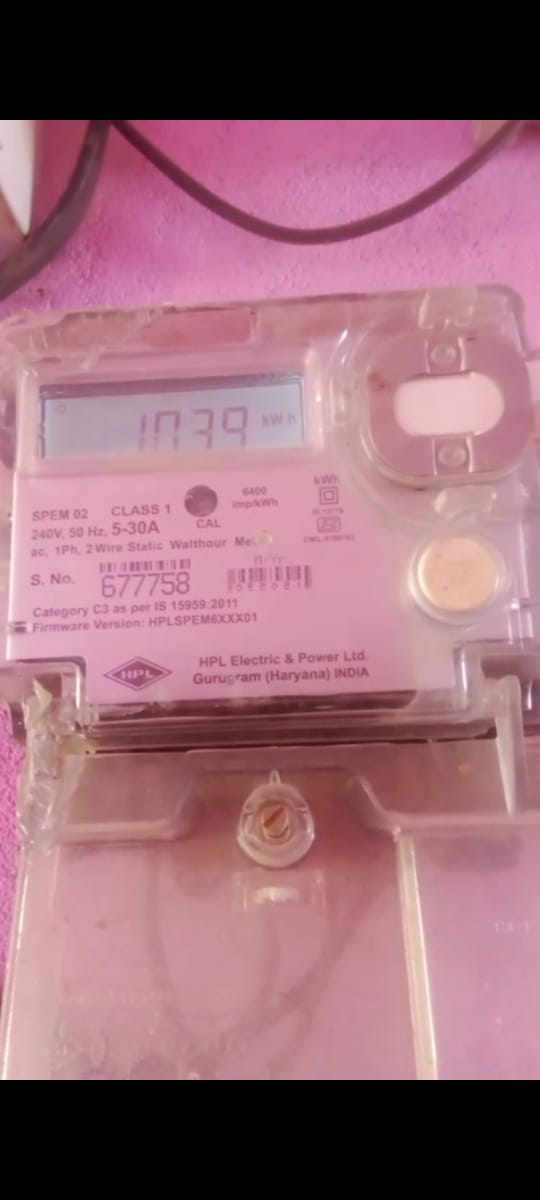 1039 kWh
SPEM 02 CLASS 1 6400 imp/kWh kWh
CAL
240V, 50 Hz, 5-30A
ac, 1Ph, 2 Wire Static Watthour
S. No. 677758
Category C3 as per IS 15959:2011
Firmware Version: HPLSPEM6XXX01
HPL
HPL Electric & Power Ltd.
Gurugram (Haryana) INDIA